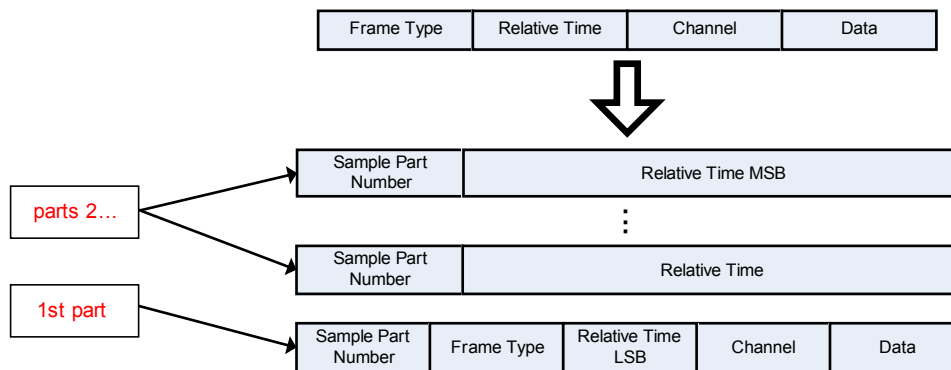 Frame Type Relative Time Channel Data
Sample Part
Number
Relative Time MSB
parts 2...
⋮
Sample Part
Number
Relative Time
1st part
Sample Part
Number
Frame Type
Relative Time
LSB
Channel
Data